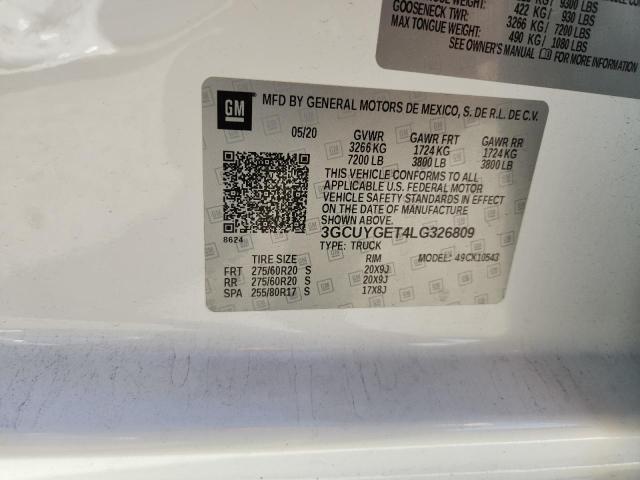 9300 LBS
GOOSENECK TWR: 422 KG / 930 LBS
3266 KG / 7200 LBS
MAX TONGUE WEIGHT: 490 KG / 1080 LBS
SEE OWNER'S MANUAL FOR MORE INFORMATION
GM
MFD BY GENERAL MOTORS DE MEXICO, S. DE R.L. DE C.V.
05/20 GVWR GAWR FRT GAWR RR
3266 KG 1724 KG 1724 KG
7200 LB 3800 LB 3800 LB
THIS VEHICLE CONFORMS TO ALL
APPLICABLE U.S. FEDERAL MOTOR
VEHICLE SAFETY STANDARDS IN EFFECT
ON THE DATE OF MANUFACTURE
SHOWN ABOVE.
8624
3GCUYGET4LG326809
TYPE: TRUCK MODEL: 49CK10543
TIRE SIZE RIM
FRT 275/60R20 S 20X9J
RR 275/60R20 S 20X9J
SPA 255/80R17 S 17X8J